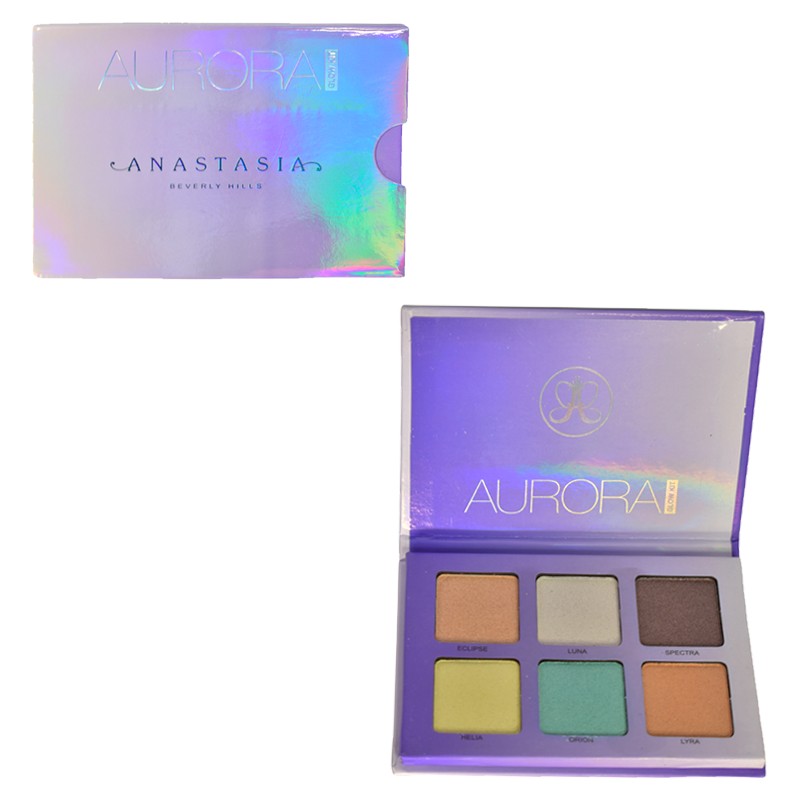 AURORA
ANASTASIA
BEVERLY HILLS
AURORA
ECLIPSE
LUNA
SPECTRA
HELIA
ORION
LYRA